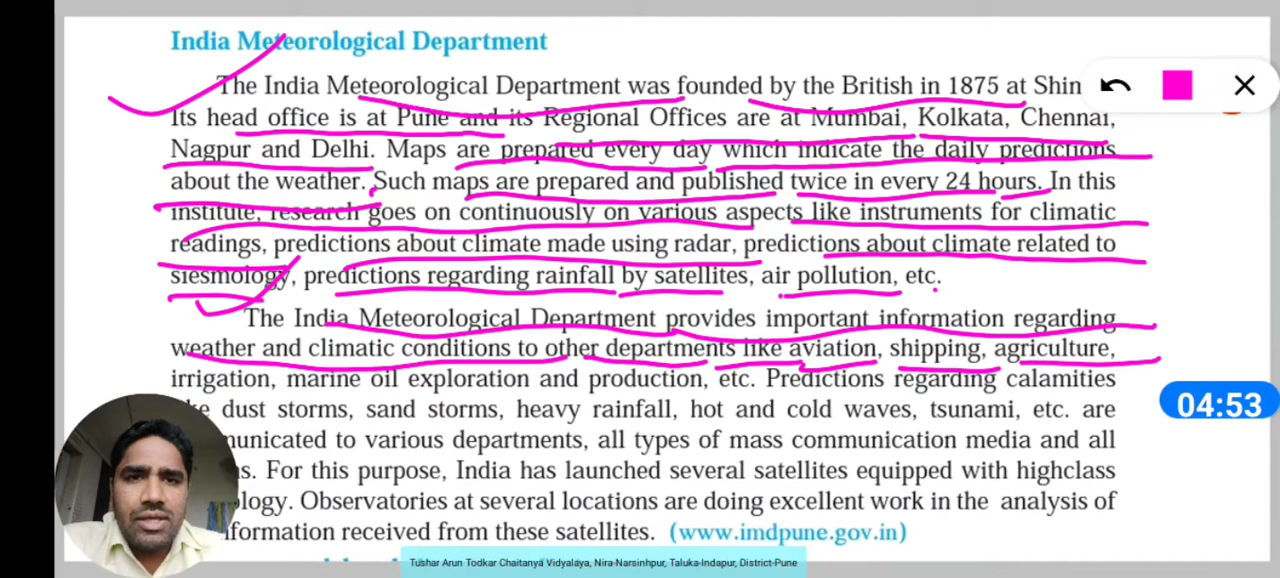 India Meteorological Department
The India Meteorological Department was founded by the British in 1875 at
Its head office is at Pune and its Regional Offices are at Mumbai, Kolkata, Chennai,
Nagpur and Delhi. Maps are prepared every day which indicate the daily predictions
about the weather. Such maps are prepared and published twice in every 24 hours. In this
institute, research goes on continuously on various aspects like instruments for climatic
readings, predictions about climate made using radar, predictions about climate related to
siesmology, predictions regarding rainfall by satellites, air pollution, etc.
The India Meteorological Department provides important information regarding
weather and climatic conditions to other departments like aviation, shipping, agriculture,
irrigation, marine oil exploration and production, etc. Predictions regarding calamities
dust storms, sand storms, heavy rainfall, hot and cold waves, tsunami, etc. are
to various departments, all types of mass communication media and all
For this purpose, India has launched several satellites equipped with highclass
Observatories at several locations are doing excellent work in the analysis of
received from these satellites. (www.imdpune.gov.in)
04:53
Tushar Arun Todkar Chaitanya Vidyalaya, Nira-Narsinhpur, Taluka-Indapur, District-Pune